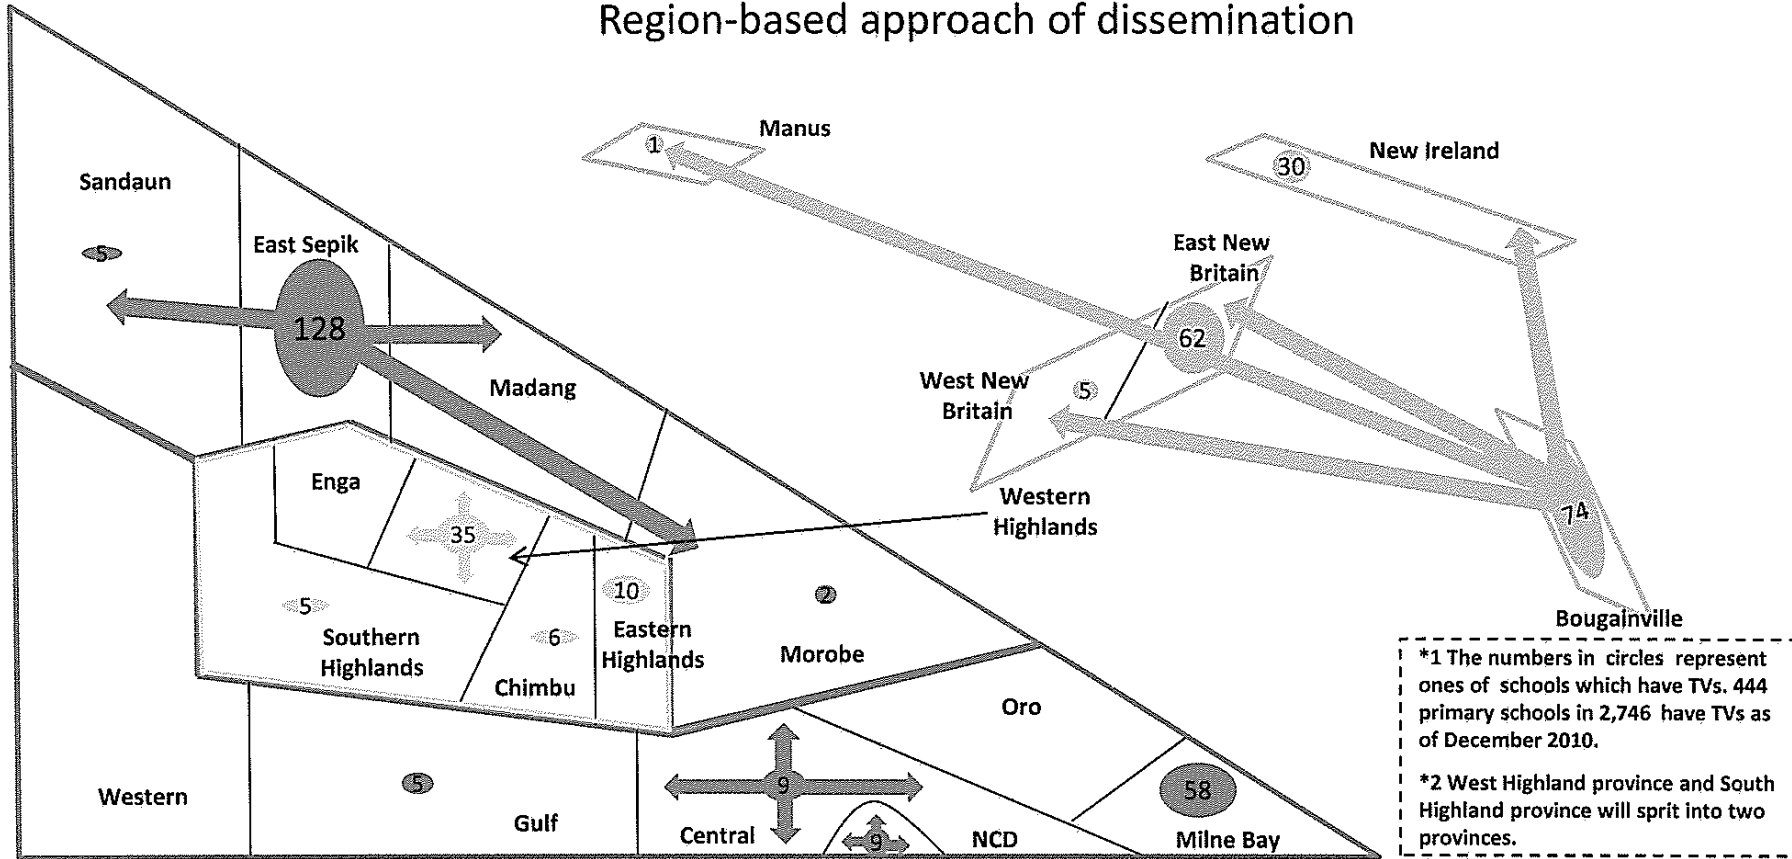 Region-based approach of dissemination
Manus
1
New Ireland
30
Sandaun
5
East Sepik
128
East New
Britain
62
West New
Britain
5
Madang
Enga
35
Western
Highlands
74
Bougainville
5
Southern
Highlands
6
Chimbu
10
Eastern
Highlands
2
Morobe
Oro
Western
5
Gulf
9
Central
9
NCD
58
Milne Bay
*1 The numbers in circles represent
ones of schools which have TVs. 444
primary schools in 2,746 have TVs as
of December 2010.
*2 West Highland province and South
Highland province will sprit into two
provinces.